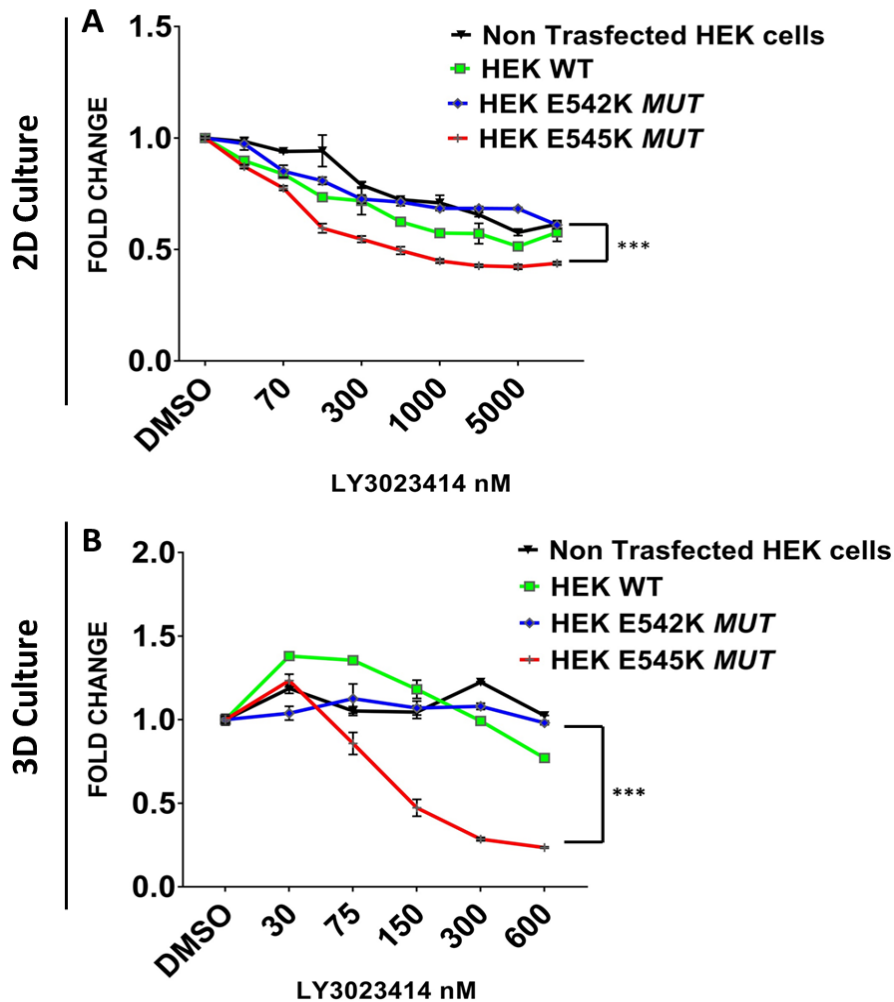 A
2D Culture
FOLD CHANGE
1.5
1.0
0.5
0.0
Non Trasfected HEK cells
HEK WT
HEK E542K MUT
HEK E545K MUT
***
DMSO 70 300 1000 5000
LY3023414 nM
B
3D Culture
FOLD CHANGE
2.0
1.5
1.0
0.5
0.0
Non Trasfected HEK cells
HEK WT
HEK E542K MUT
HEK E545K MUT
***
DMSO 30 75 150 300 600
LY3023414 nM